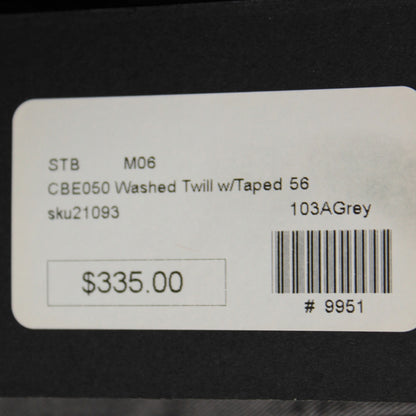 STB M06
CBE050 Washed Twill w/Taped 56
sku21093 103AGrey
$335.00
# 9951